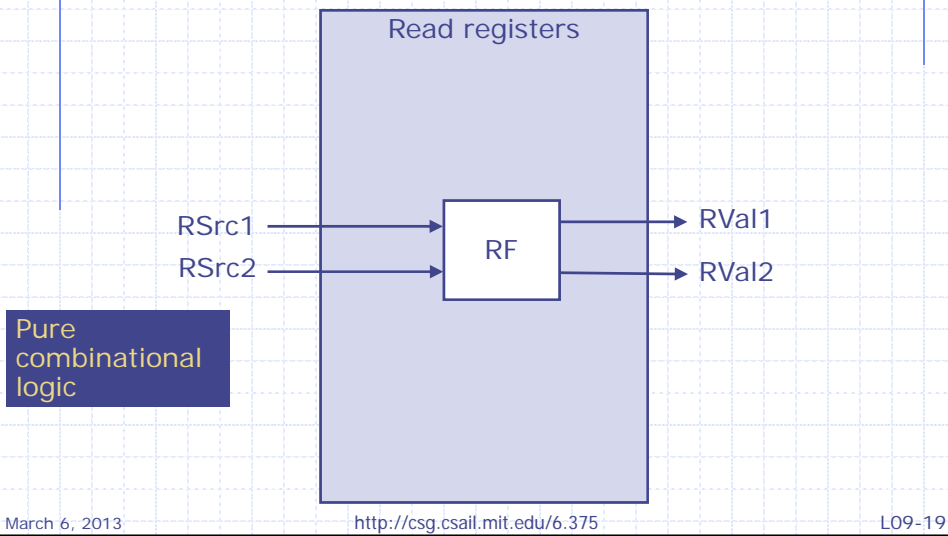 Read registers
RSrc1
RVal1
RF
RSrc2
RVal2
Pure
combinational
logic
March 6, 2013
http://csg.csail.mit.edu/6.375
L09-19